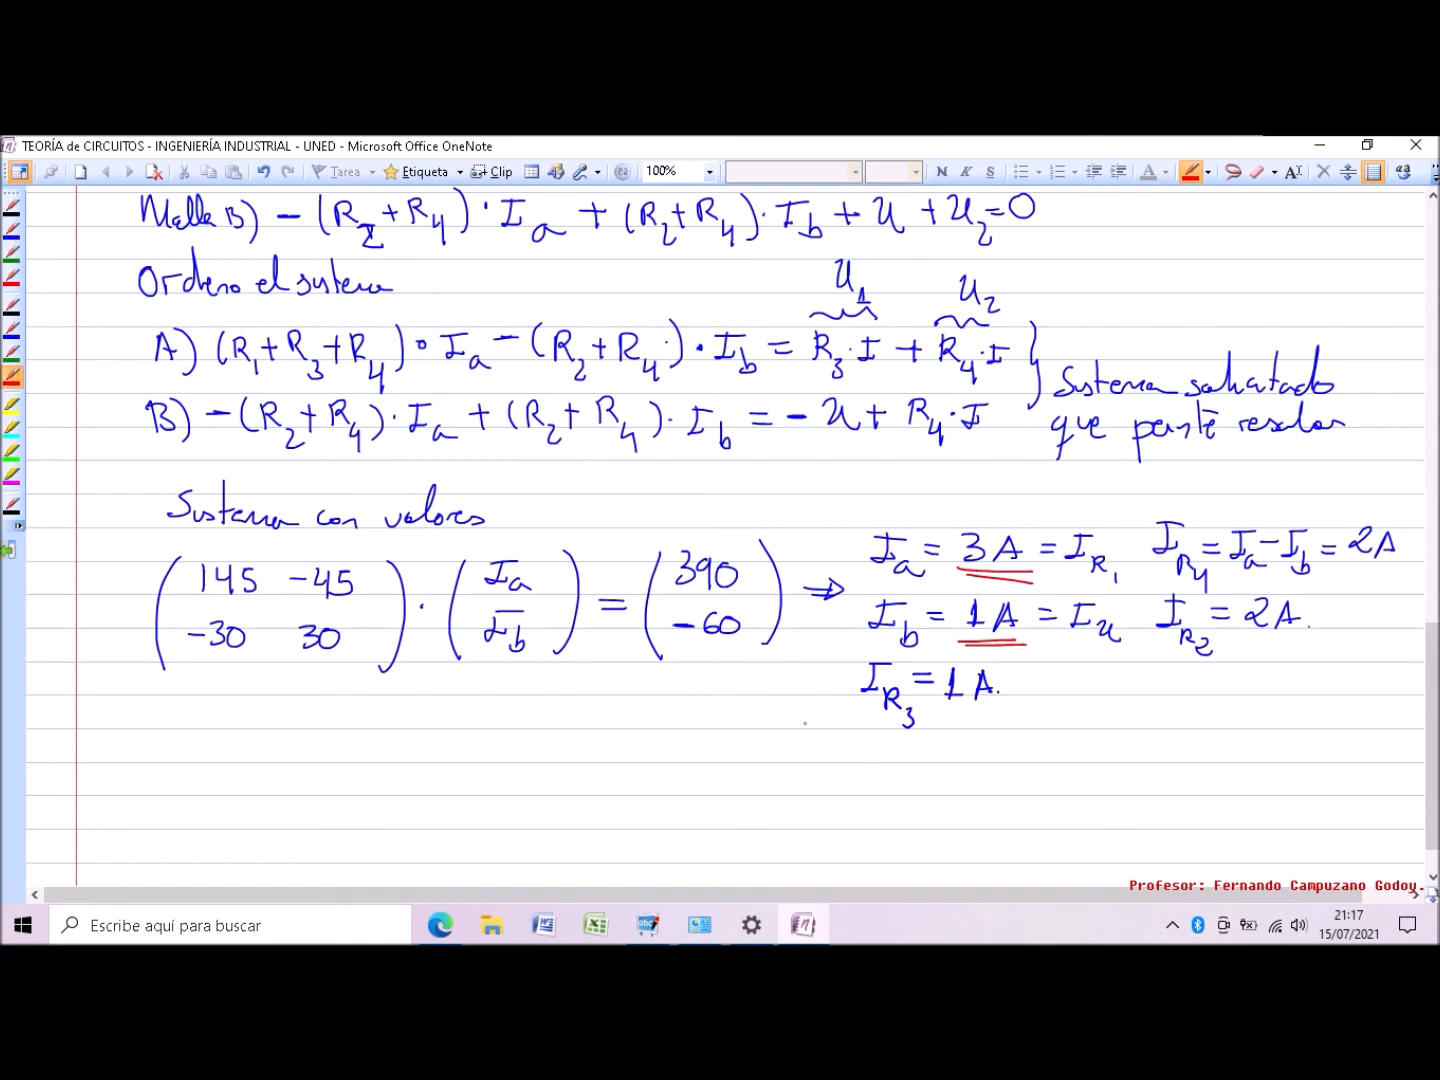 TEORÍA de CIRCUITOS - INGENIERÍA INDUSTRIAL - UNED - Microsoft Office OneNote
Tarea Etiqueta Clip 100% N K S
Malla B) - (R2+R4) · Ia + (R2+R4) · Ib + U + U2 = 0
Ordeno el sistema
U1 U2
A) (R1+R3+R4) · Ia - (R2+R4) · Ib = R3 · I + R4 · I
B) - (R2+R4) · Ia + (R2+R4) · Ib = - U + R4 · I
Sistema solicitado
que permite resolver
Sistema con valores
145 -45
-30 30
·
Ia
Ib
=
390
-60
⇒
Ia = 3 A = IR1 IR4 = Ia - Ib = 2A
Ib = 1A = Iu IR2 = 2A.
IR3 = 1 A.
Profesor: Fernando Campuzano Godoy.
Escribe aquí para buscar
21:17
15/07/2021